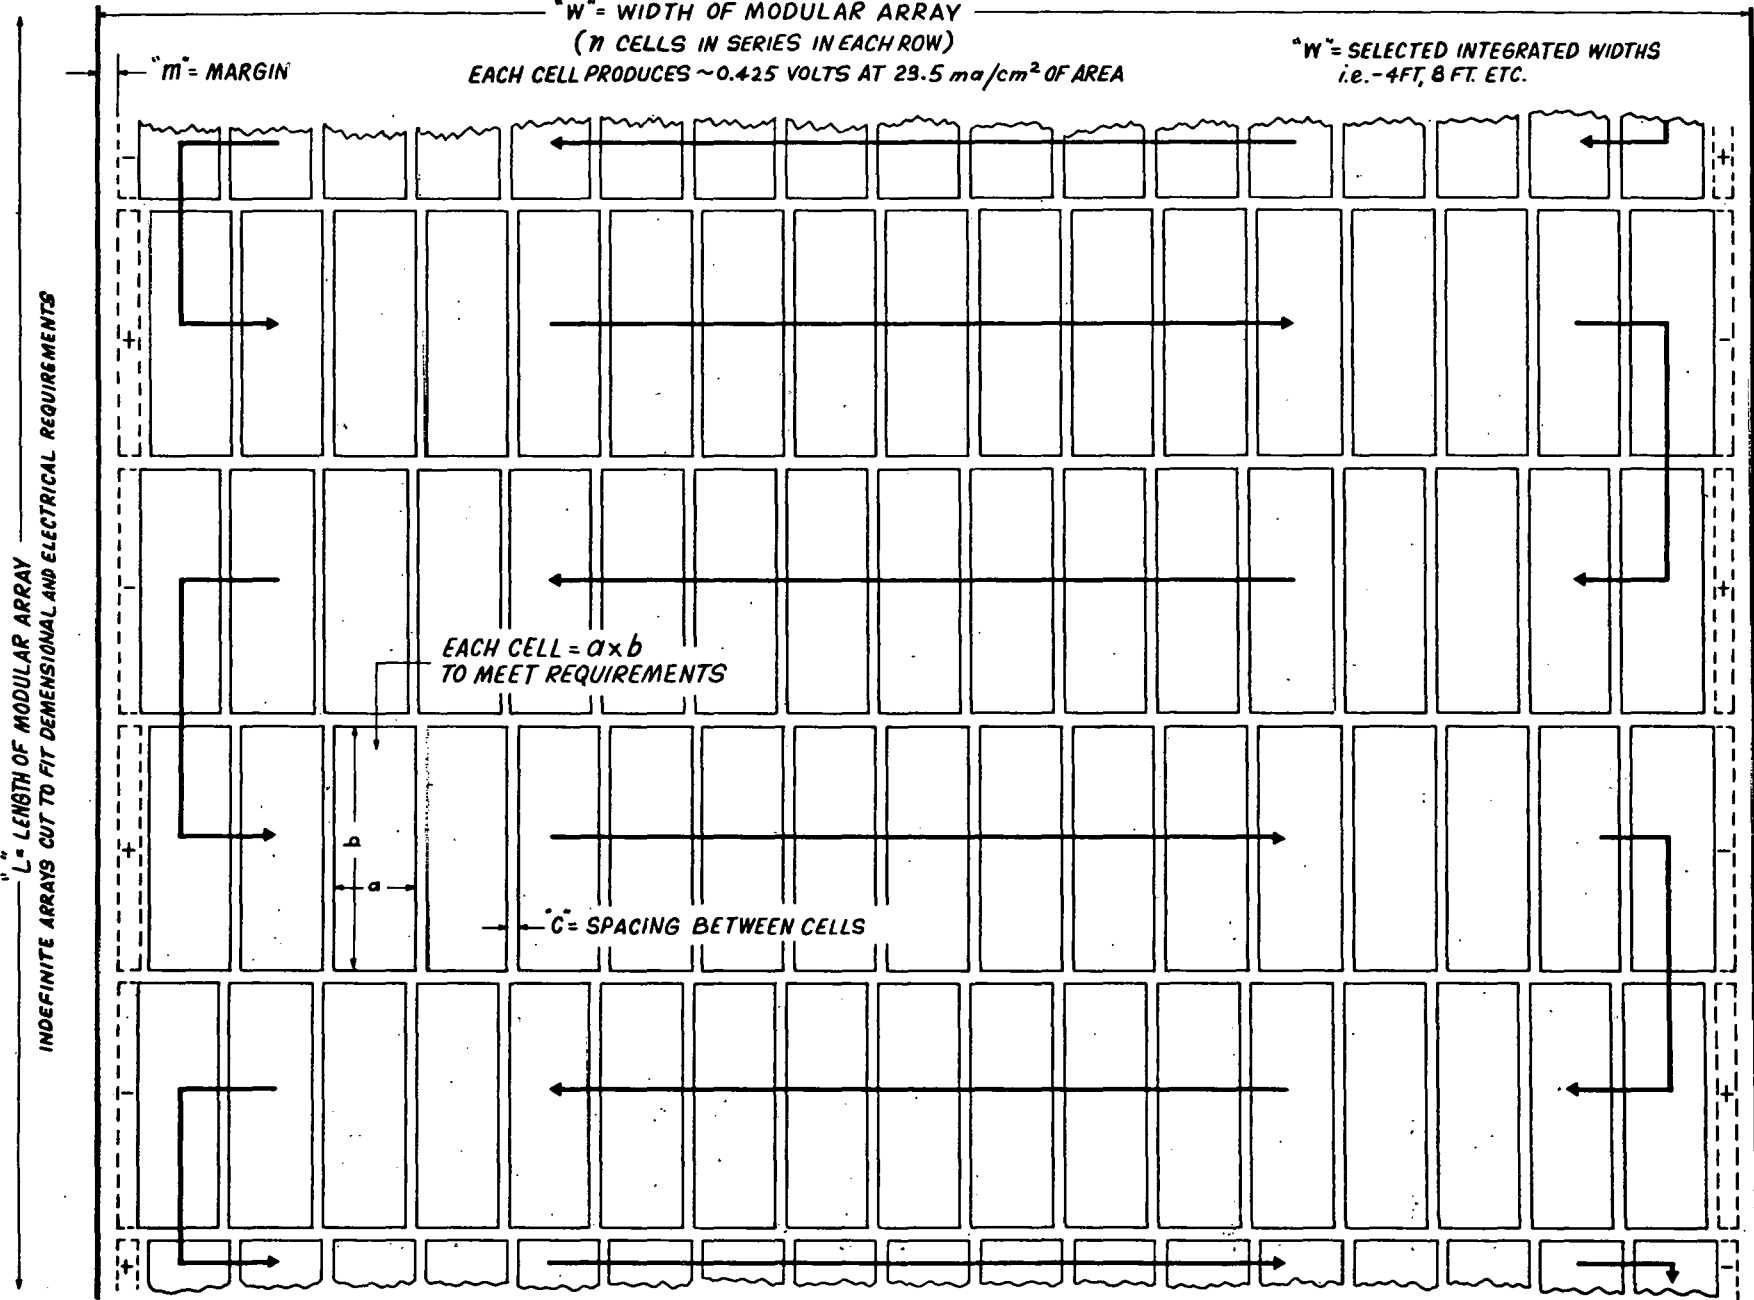 "W"= WIDTH OF MODULAR ARRAY
(n CELLS IN SERIES IN EACH ROW)
EACH CELL PRODUCES ~0.425 VOLTS AT 23.5 ma/cm² OF AREA
"W"= SELECTED INTEGRATED WIDTHS
i.e.-4FT, 8 FT. ETC.
"m"= MARGIN
- +
+ -
- +
EACH CELL = a×b
TO MEET REQUIREMENTS
+ -
b
a
"C"= SPACING BETWEEN CELLS
- +
+ -
"L"= LENGTH OF MODULAR ARRAY
INDEFINITE ARRAYS CUT TO FIT DEMENSIONAL AND ELECTRICAL REQUIREMENTS